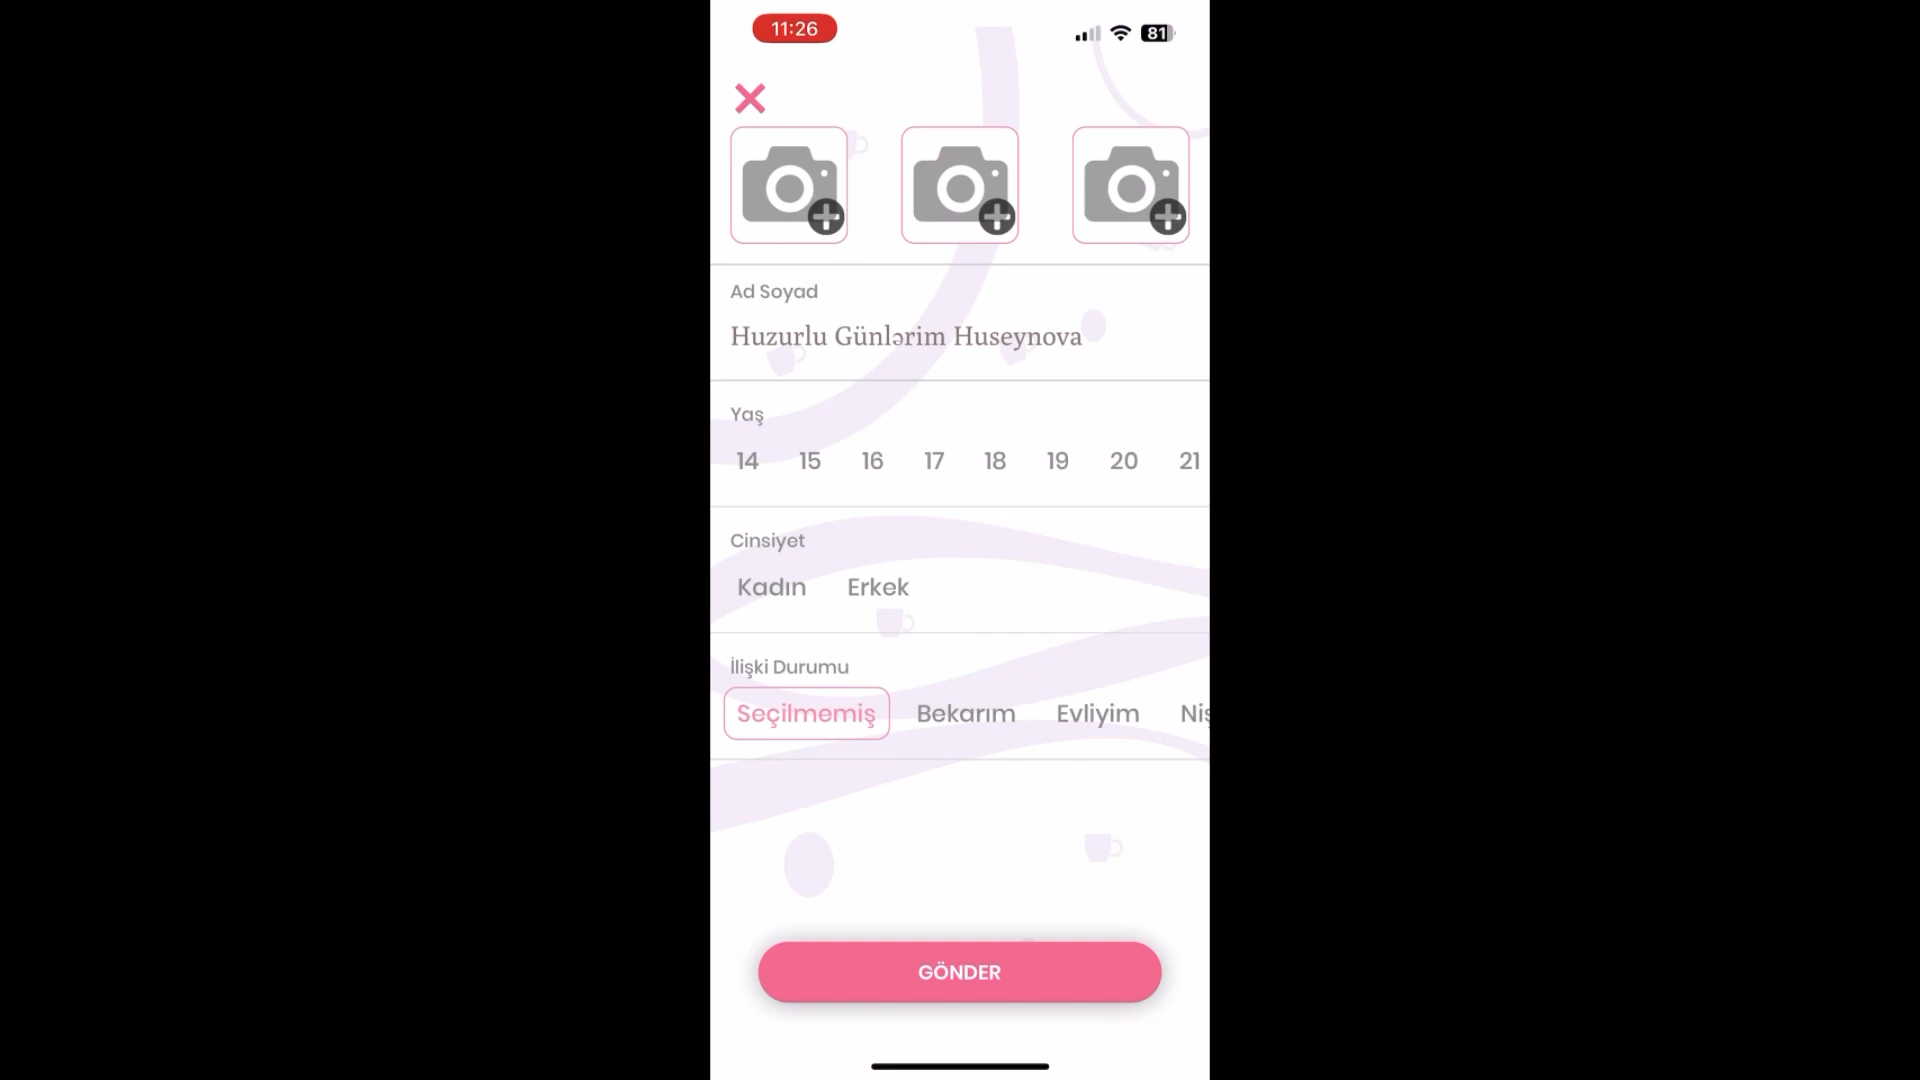 11:26
81
Ad Soyad
Huzurlu Günlərim Huseynova
Yaş
14 15 16 17 18 19 20 21
Cinsiyet
Kadın Erkek
İlişki Durumu
Seçilmemiş Bekarım Evliyim Niş
GÖNDER